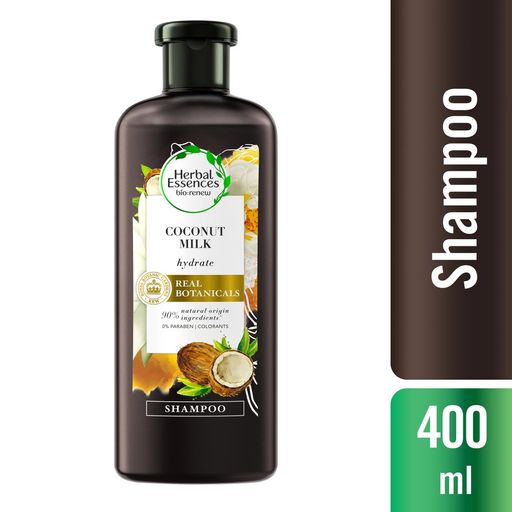 Herbal
Essences
bio:renew
COCONUT
MILK
hydrate
REAL
BOTANICALS
90% natural origin
ingredients*
0% PARABEN | COLORANTS
SHAMPOO
Shampoo
400
ml